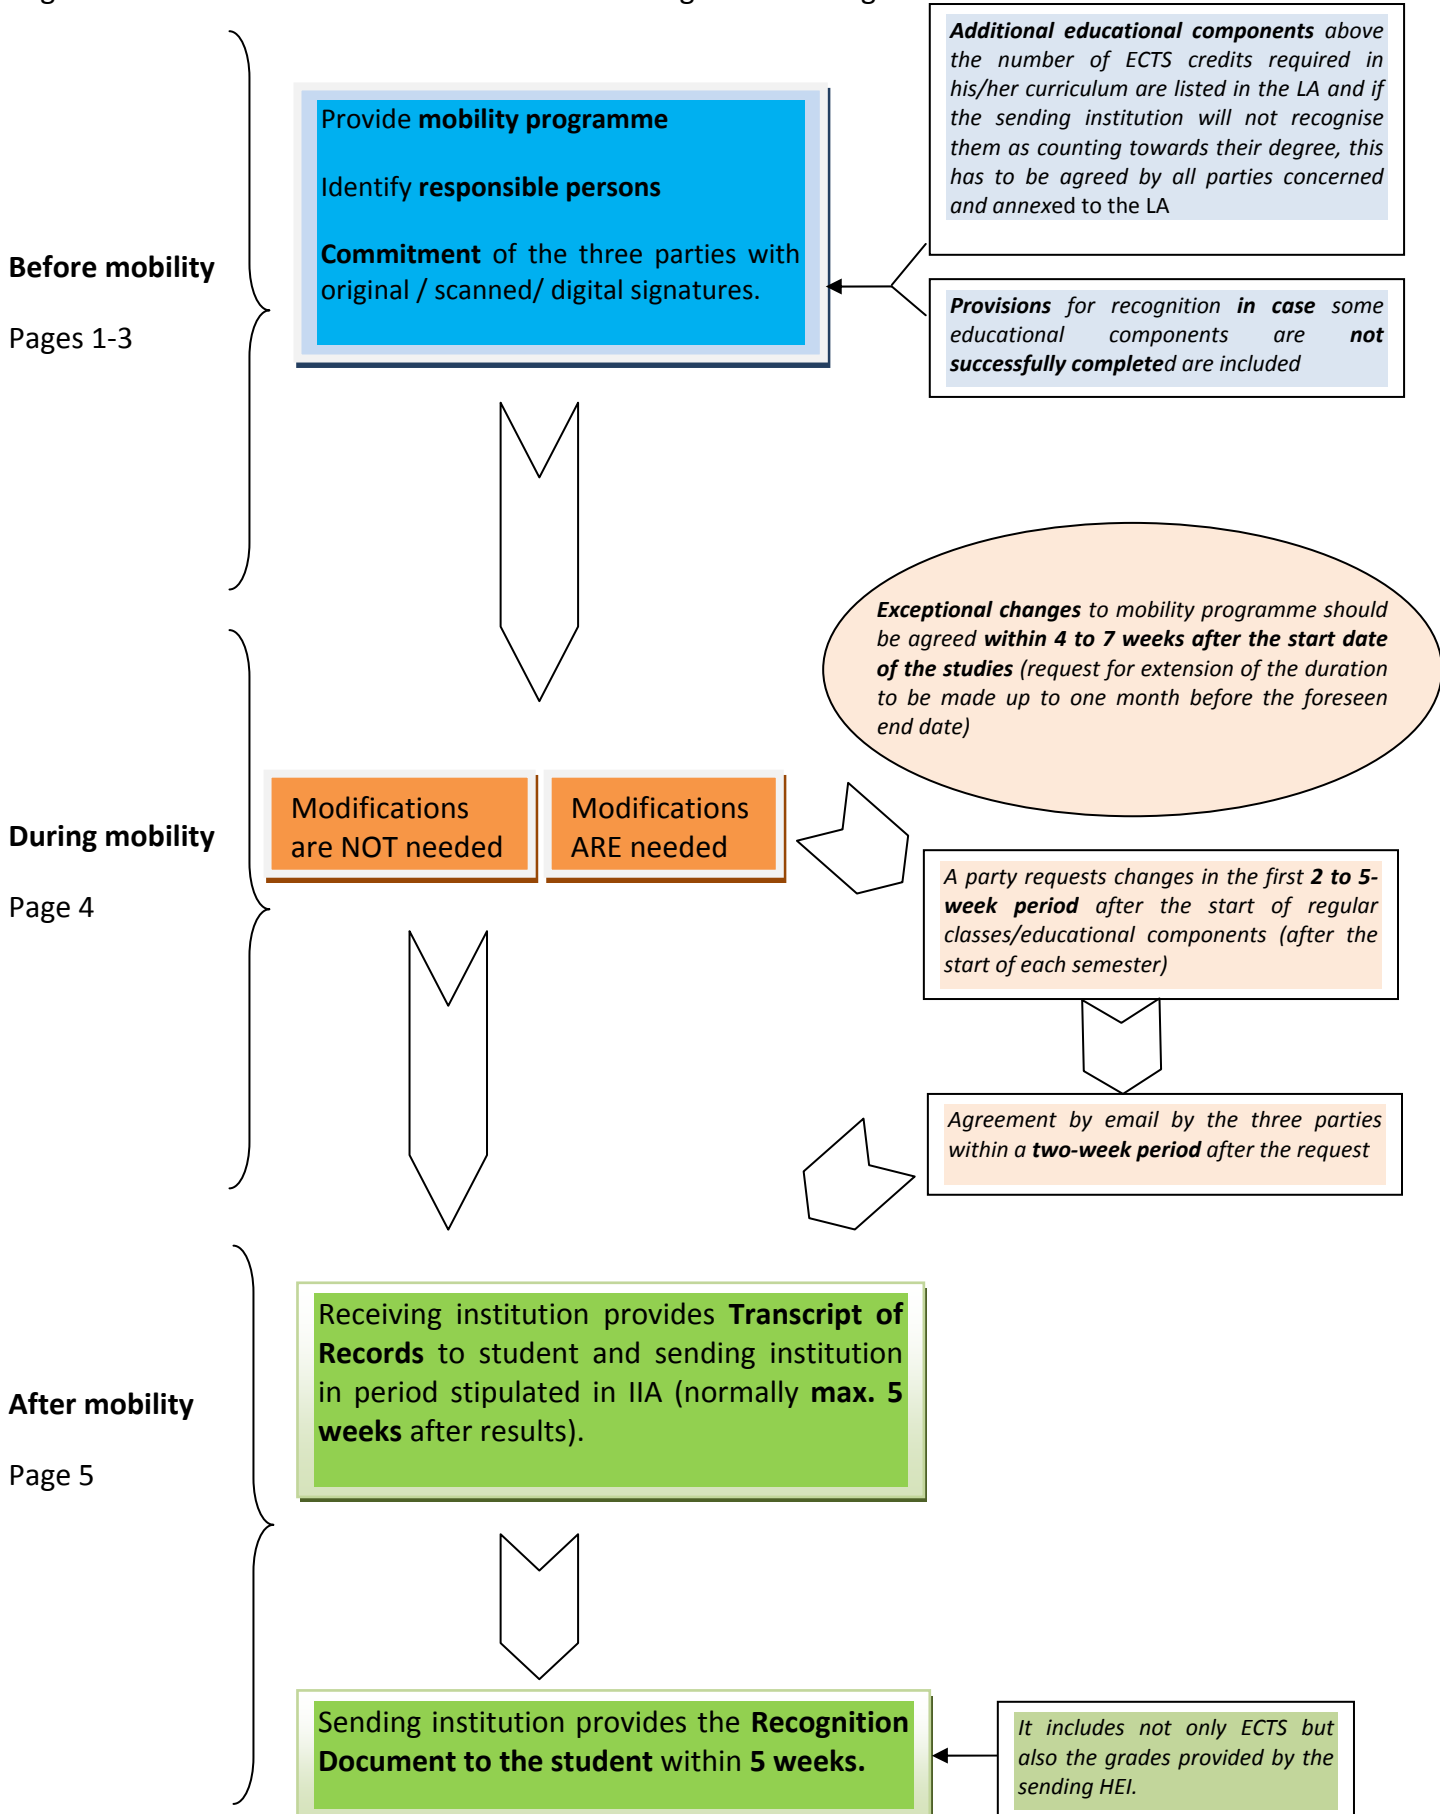 Additional educational components above
the number of ECTS credits required in
his/her curriculum are listed in the LA and if
the sending institution will not recognise
them as counting towards their degree, this
has to be agreed by all parties concerned
and annexed to the LA
Provide mobility programme
Identify responsible persons
Commitment of the three parties with
original / scanned/ digital signatures.
Before mobility
Pages 1-3
Provisions for recognition in case some
educational components are not
successfully completed are included
Exceptional changes to mobility programme should
be agreed within 4 to 7 weeks after the start date
of the studies (request for extension of the duration
to be made up to one month before the foreseen
end date)
During mobility
Page 4
Modifications
are NOT needed
Modifications
ARE needed
A party requests changes in the first 2 to 5-
week period after the start of regular
classes/educational components (after the
start of each semester)
Agreement by email by the three parties
within a two-week period after the request
After mobility
Page 5
Receiving institution provides Transcript of
Records to student and sending institution
in period stipulated in IIA (normally max. 5
weeks after results).
Sending institution provides the Recognition
Document to the student within 5 weeks.
It includes not only ECTS but
also the grades provided by the
sending HEI.